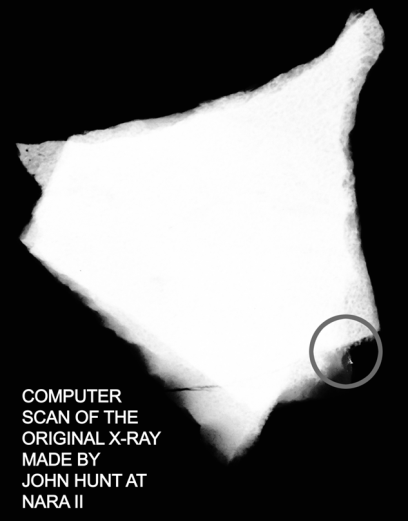 COMPUTER
SCAN OF THE
ORIGINAL X-RAY
MADE BY
JOHN HUNT AT
NARA II